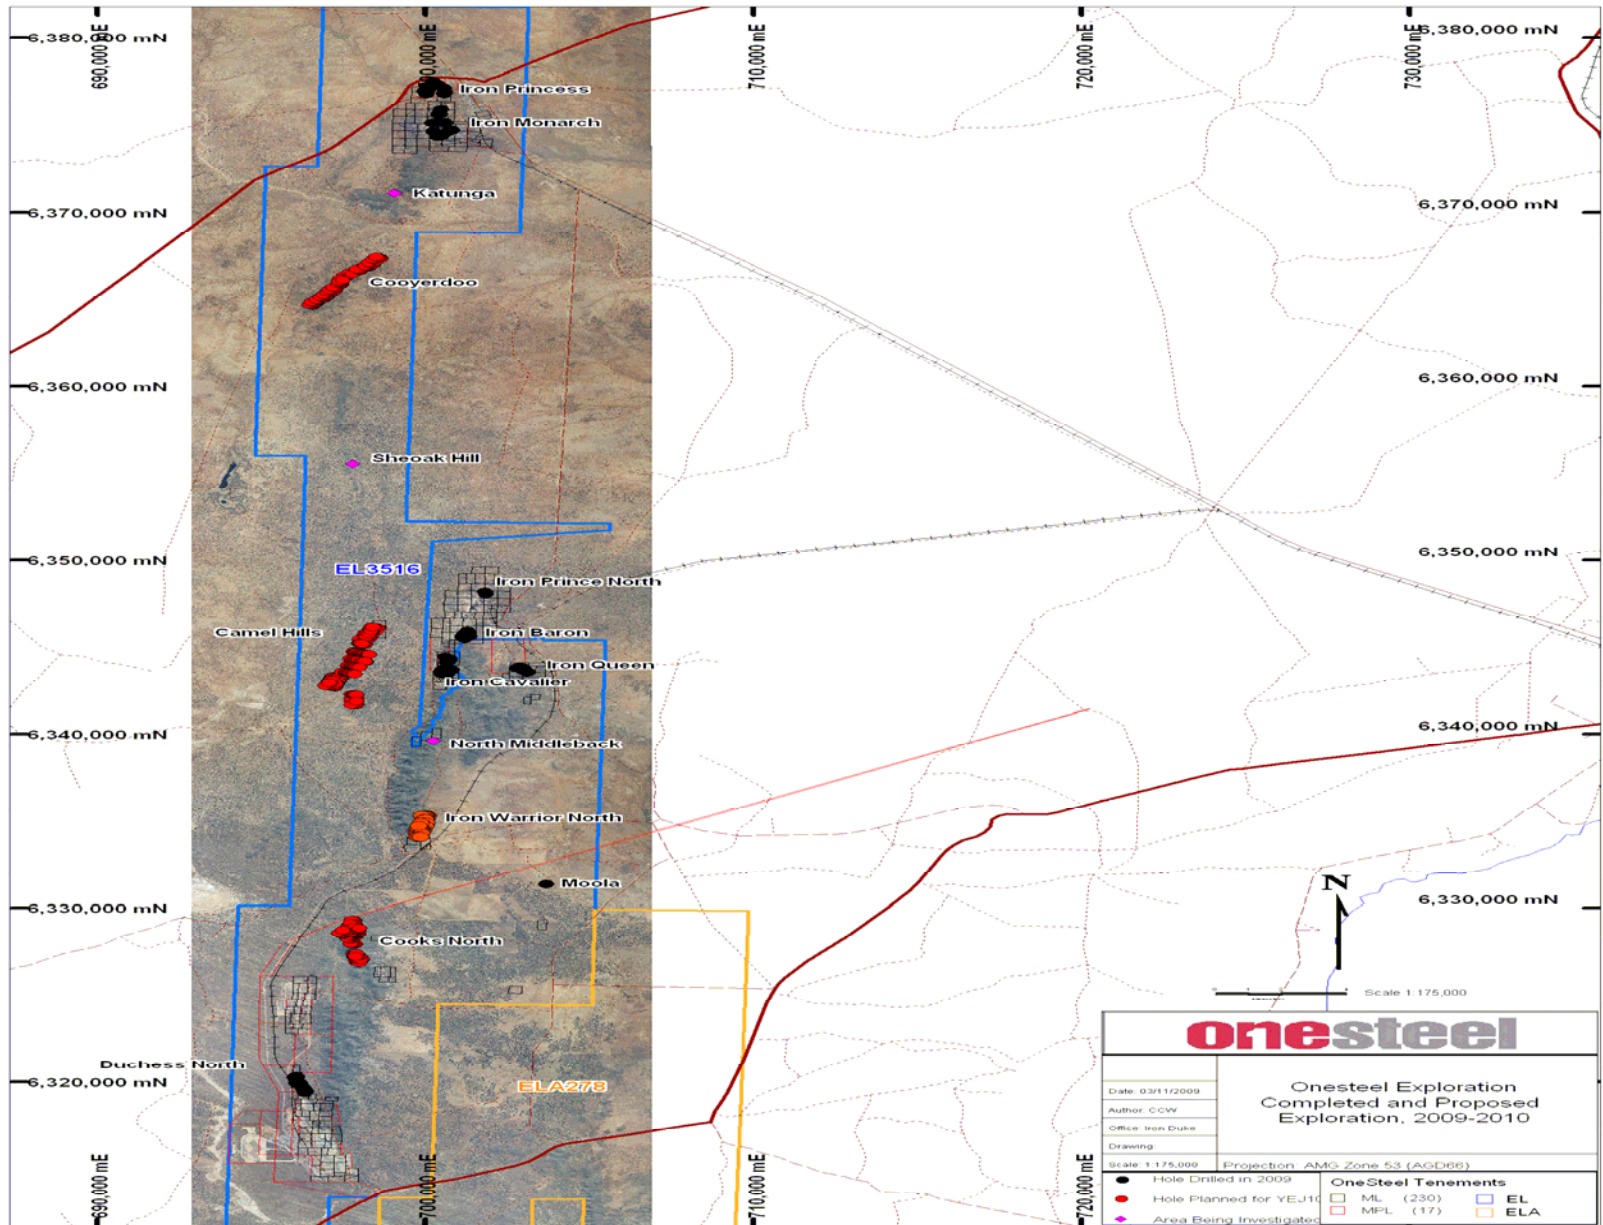 690,000 mE
700,000 mE
710,000 mE
720,000 mE
730,000 mE
6,380,000 mN
6,380,000 mN
Iron Princess
Iron Monarch
Katunga
6,370,000 mN
6,370,000 mN
Cooyerdoo
6,360,000 mN
6,360,000 mN
Sheoak Hill
6,350,000 mN
6,350,000 mN
EL3516
Iron Prince North
Camel Hills
Iron Baron
Iron Queen
Iron Cavalier
6,340,000 mN
6,340,000 mN
North Middleback
Iron Warrior North
Moola
N
6,330,000 mN
6,330,000 mN
Cooks North
Scale 1:175,000
onesteel
Duchess North
6,320,000 mN
ELA278
Date: 03/11/2009
Author: CCW
Office: Iron Duke
Drawing:
Scale: 1:175,000
Onesteel Exploration
Completed and Proposed
Exploration, 2009-2010
Projection: AMG Zone 53 (AGD66)
Hole Drilled in 2009
Hole Planned for YEJ10
Area Being Investigated
OneSteel Tenements
ML (230)
EL
MPL (17)
ELA
690,000 mE
700,000 mE
710,000 mE
720,000 mE